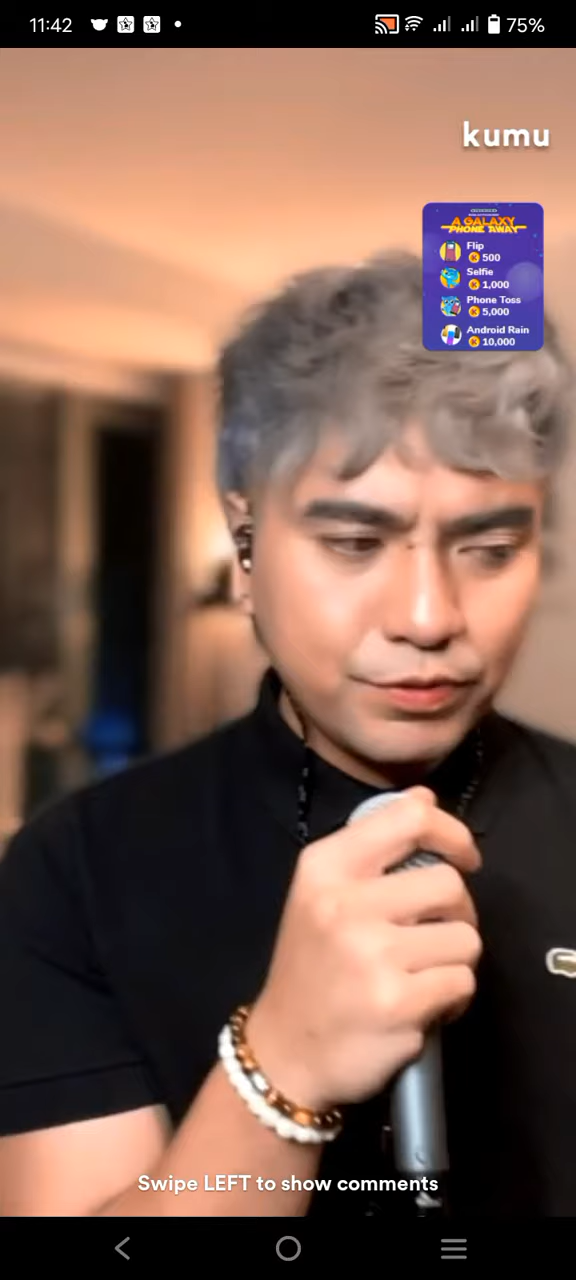 11:42
75%
kumu
A GALAXY
PHONE AWAY
Flip
500
Selfie
1,000
Phone Toss
5,000
Android Rain
10,000
Swipe LEFT to show comments